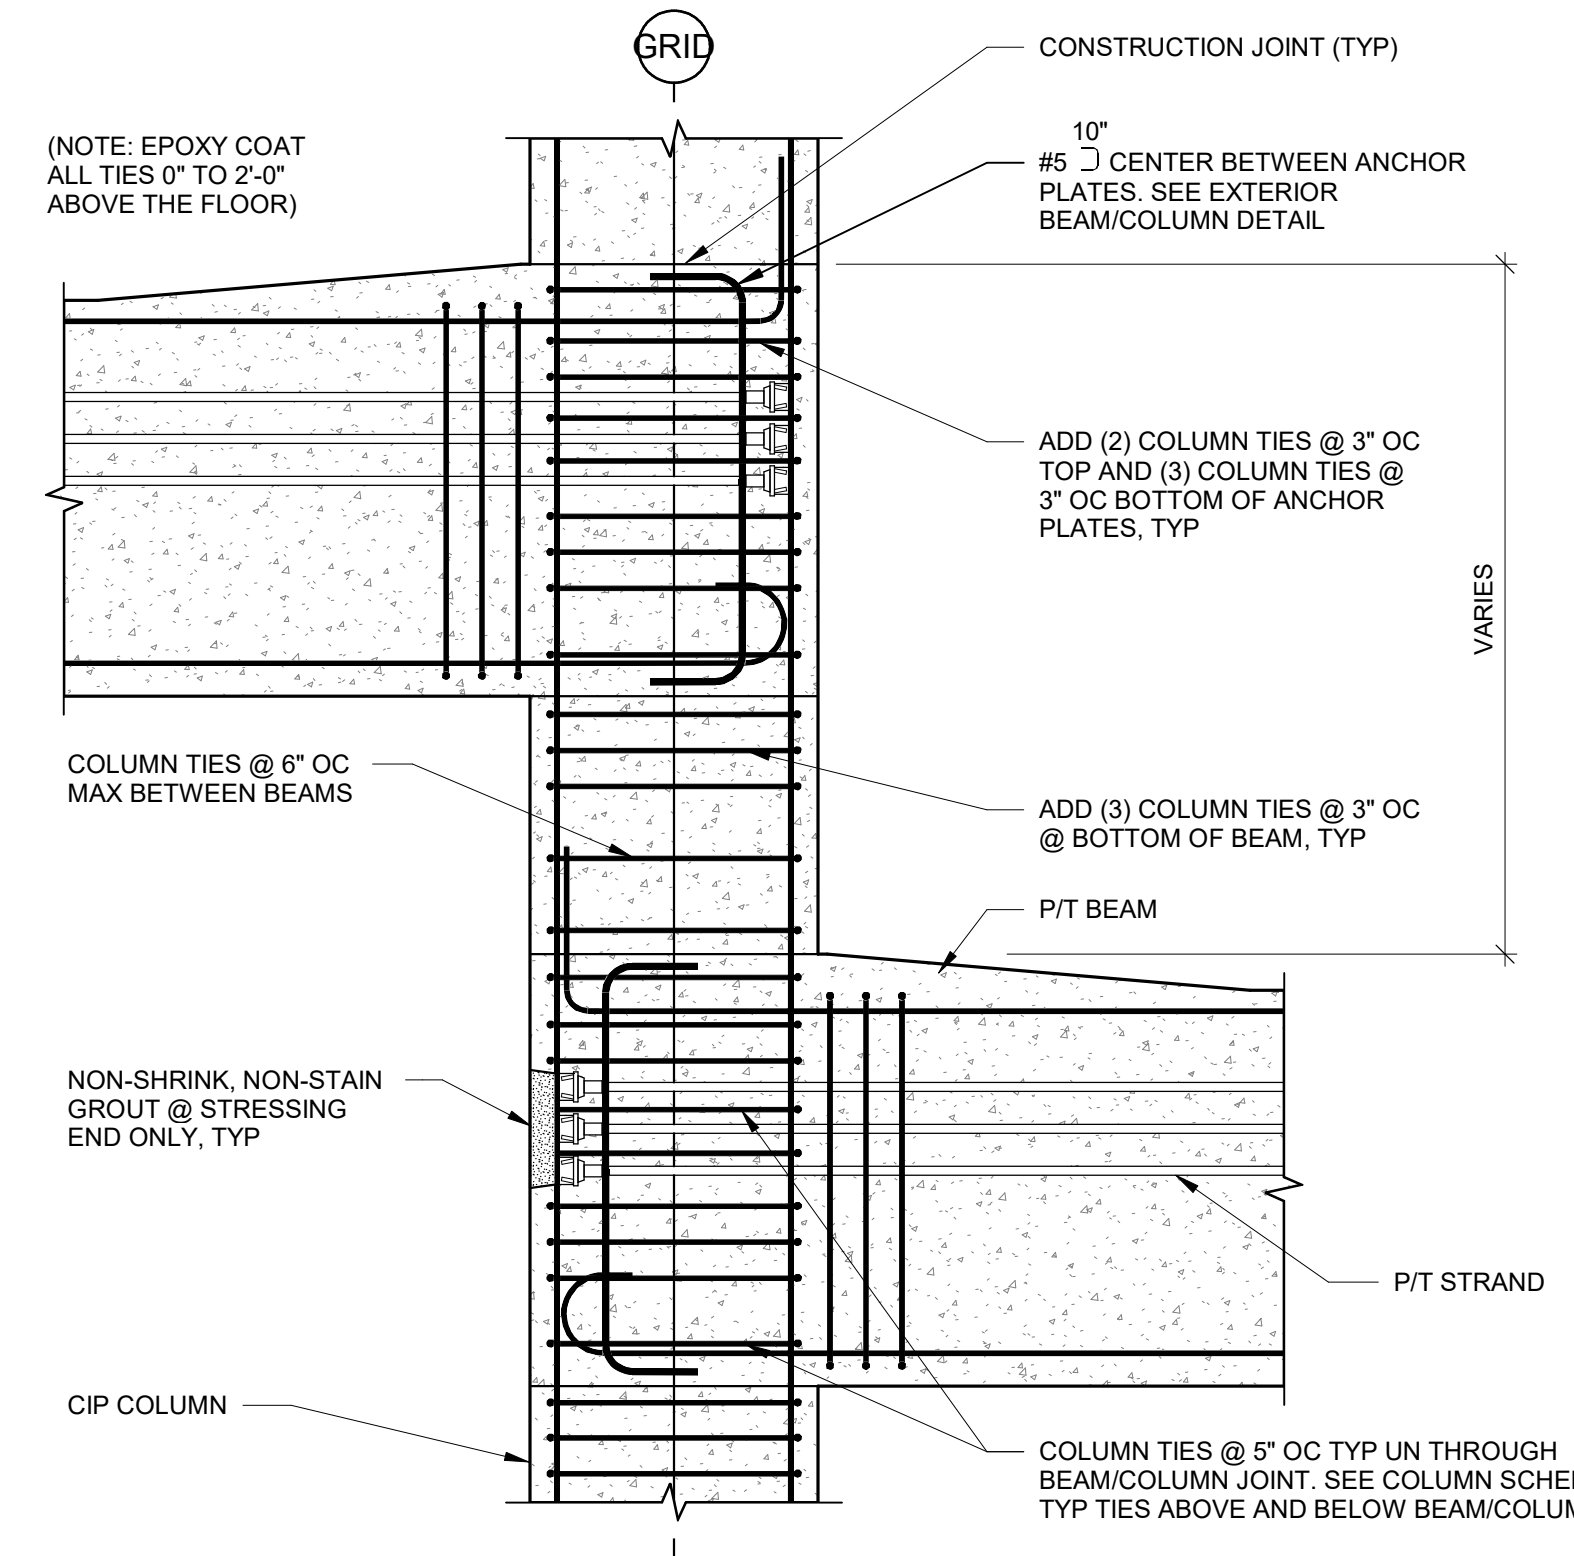 GRID
CONSTRUCTION JOINT (TYP)
(NOTE: EPOXY COAT
ALL TIES 0" TO 2'-0"
ABOVE THE FLOOR)
10"
#5 CENTER BETWEEN ANCHOR
PLATES. SEE EXTERIOR
BEAM/COLUMN DETAIL
ADD (2) COLUMN TIES @ 3" OC
TOP AND (3) COLUMN TIES @
3" OC BOTTOM OF ANCHOR
PLATES, TYP
VARIES
COLUMN TIES @ 6" OC
MAX BETWEEN BEAMS
ADD (3) COLUMN TIES @ 3" OC
@ BOTTOM OF BEAM, TYP
P/T BEAM
NON-SHRINK, NON-STAIN
GROUT @ STRESSING
END ONLY, TYP
P/T STRAND
CIP COLUMN
COLUMN TIES @ 5" OC TYP UN THROUGH
BEAM/COLUMN JOINT. SEE COLUMN
TYP TIES ABOVE AND BELOW